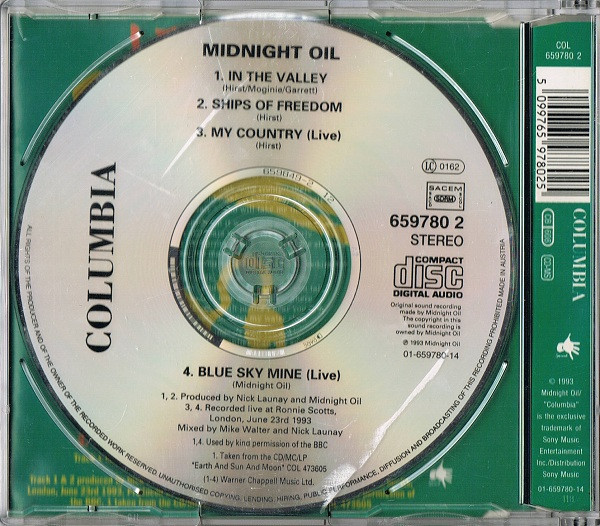 MIDNIGHT OIL
1. IN THE VALLEY
(Hirst/Moginie/Garrett)
2. SHIPS OF FREEDOM
(Hirst)
3. MY COUNTRY (Live)
(Hirst)
COLUMBIA
LC 0162
SACEM
SDRM
659780 2
STEREO
COMPACT
disc
DIGITAL AUDIO
Original sound recording
made by Midnight Oil
The copyright in this
sound recording is
owned by Midnight Oil
℗ 1993 Midnight Oil
01-659780-14
4. BLUE SKY MINE (Live)
(Midnight Oil)
1, 2. Produced by Nick Launay and Midnight Oil
3, 4. Recorded live at Ronnie Scotts,
London, June 23rd 1993
Mixed by Mike Walter and Nick Launay
1,4. Used by kind permission of the BBC
1. Taken from the CD/MC/LP
"Earth And Sun And Moon" COL 473605
(1-4) Warner Chappell Music Ltd.
ALL RIGHTS OF THE PRODUCER AND OF THE OWNER OF THE RECORDED WORK RESERVED. UNAUTHORISED COPYING, LENDING, HIRING, PUBLIC PERFORMANCE, DIFFUSION AND BROADCASTING OF THIS RECORDING PROHIBITED MADE IN AUSTRIA
Track 1 & 2 produced
London, June 23rd 1993
COL
659780 2
5 099765 978025
COLUMBIA
© 1993
Midnight Oil/
"Columbia"
is the exclusive
trademark of
Sony Music
Entertainment
Inc./Distribution
Sony Music
01-659780-14